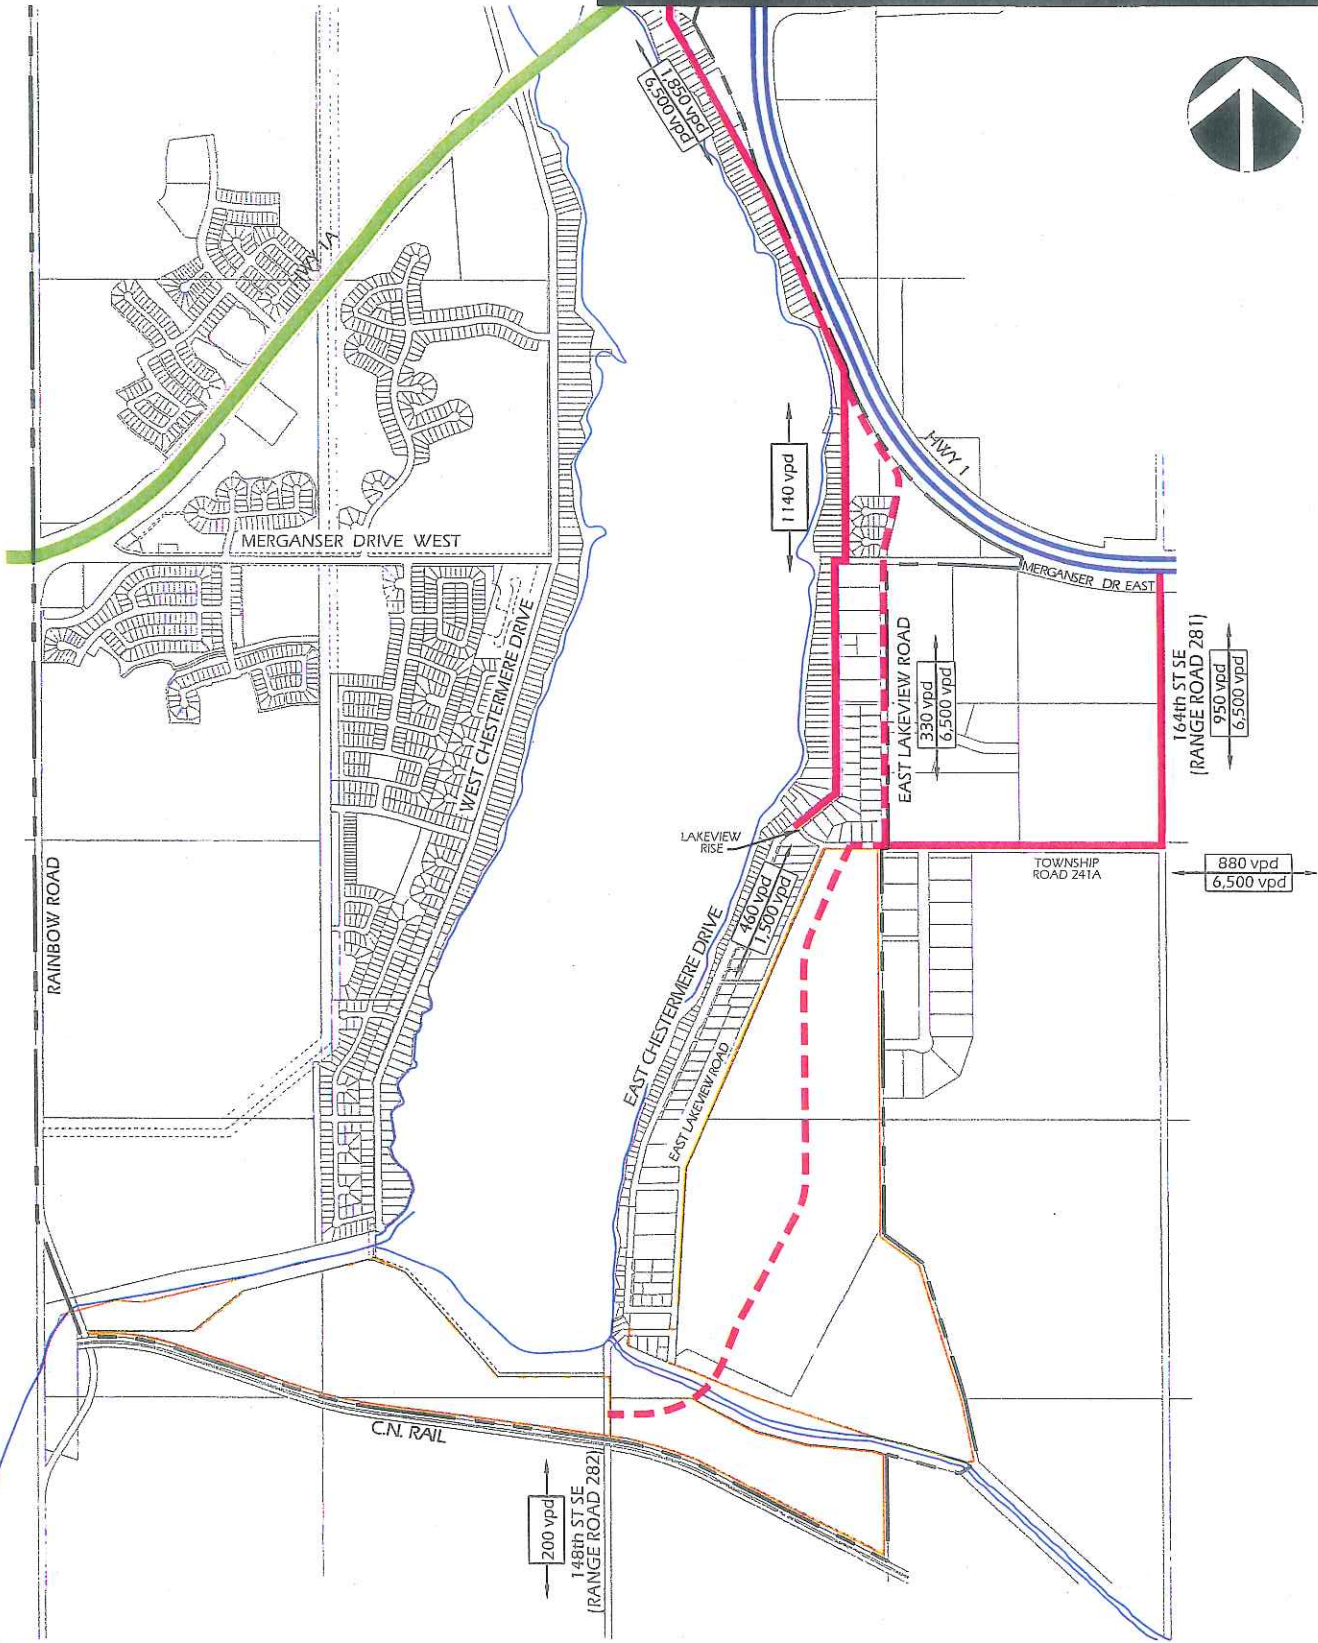 1,850 vpd
6,500 vpd
HWY 1A
1140 vpd
HWY 1
MERGANSER DRIVE WEST
MERGANSER DR EAST
WEST CHESTERMERE DRIVE
EAST LAKEVIEW ROAD
330 vpd
6,500 vpd
164th ST SE
(RANGE ROAD 281)
950 vpd
6,500 vpd
LAKEVIEW
RISE
TOWNSHIP
ROAD 241A
880 vpd
6,500 vpd
RAINBOW ROAD
460 vpd
1,500 vpd
EAST CHESTERMERE DRIVE
EAST LAKEVIEW ROAD
C.N. RAIL
200 vpd
148th ST SE
(RANGE ROAD 282)